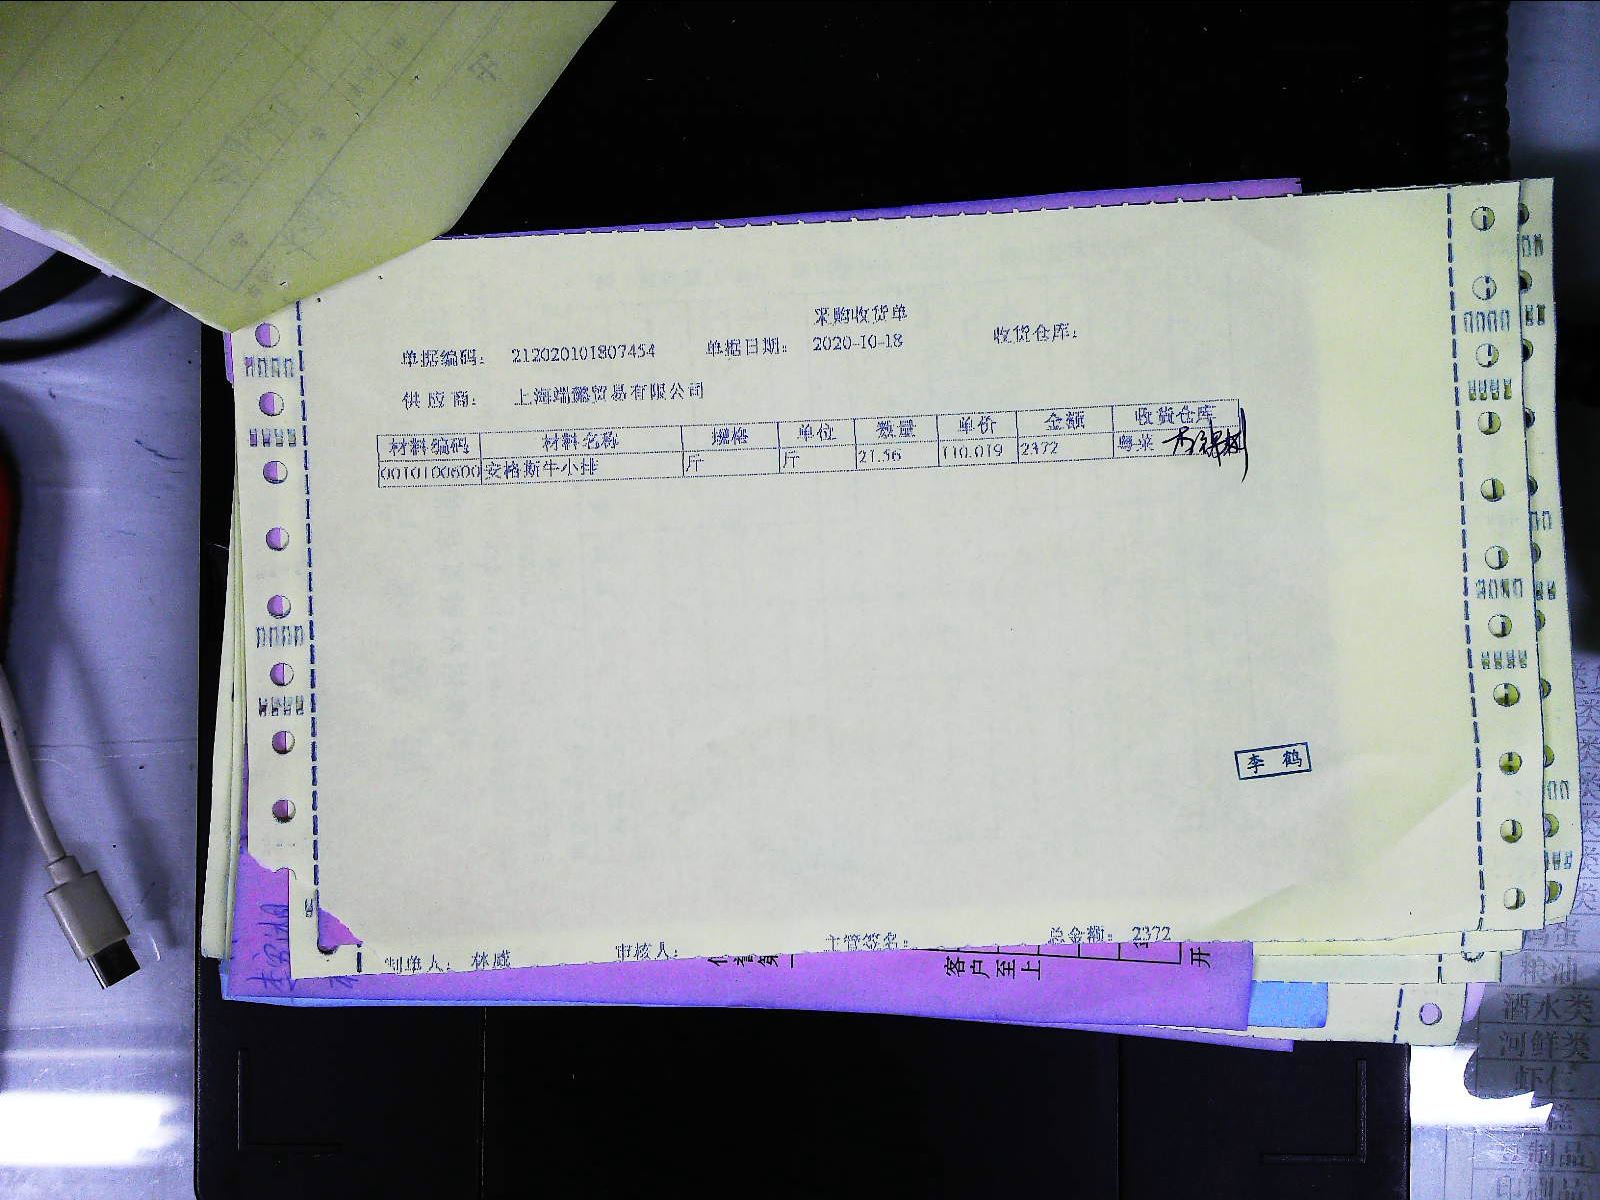 采购收货单
单据编码： 212020101807454 单据日期： 2020-10-18 收货仓库：
供应商： 上海端懿贸易有限公司
材料编码 材料名称 规格 单位 数量 单价 金额 收货仓库
0010100600 安格斯牛小排 斤 斤 21.56 110.019 2372 粤菜
李 鹤
制单人： 林威 审核人： 主管签名： 总金额： 2372
客户至上
开
粮油
酒水类
河鲜类